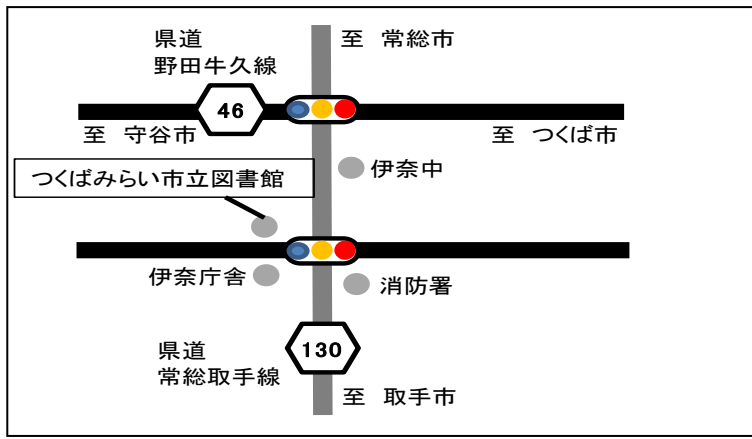 県道
野田牛久線
至 常総市
46
至 守谷市
至 つくば市
伊奈中
つくばみらい市立図書館
伊奈庁舎
消防署
県道
常総取手線
130
至 取手市